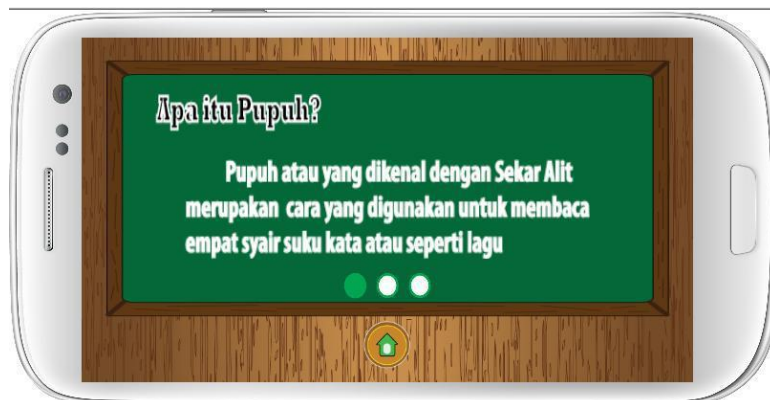 Apa itu Pupuh?
Pupuh atau yang dikenal dengan Sekar Alit
merupakan cara yang digunakan untuk membaca
empat syair suku kata atau seperti lagu